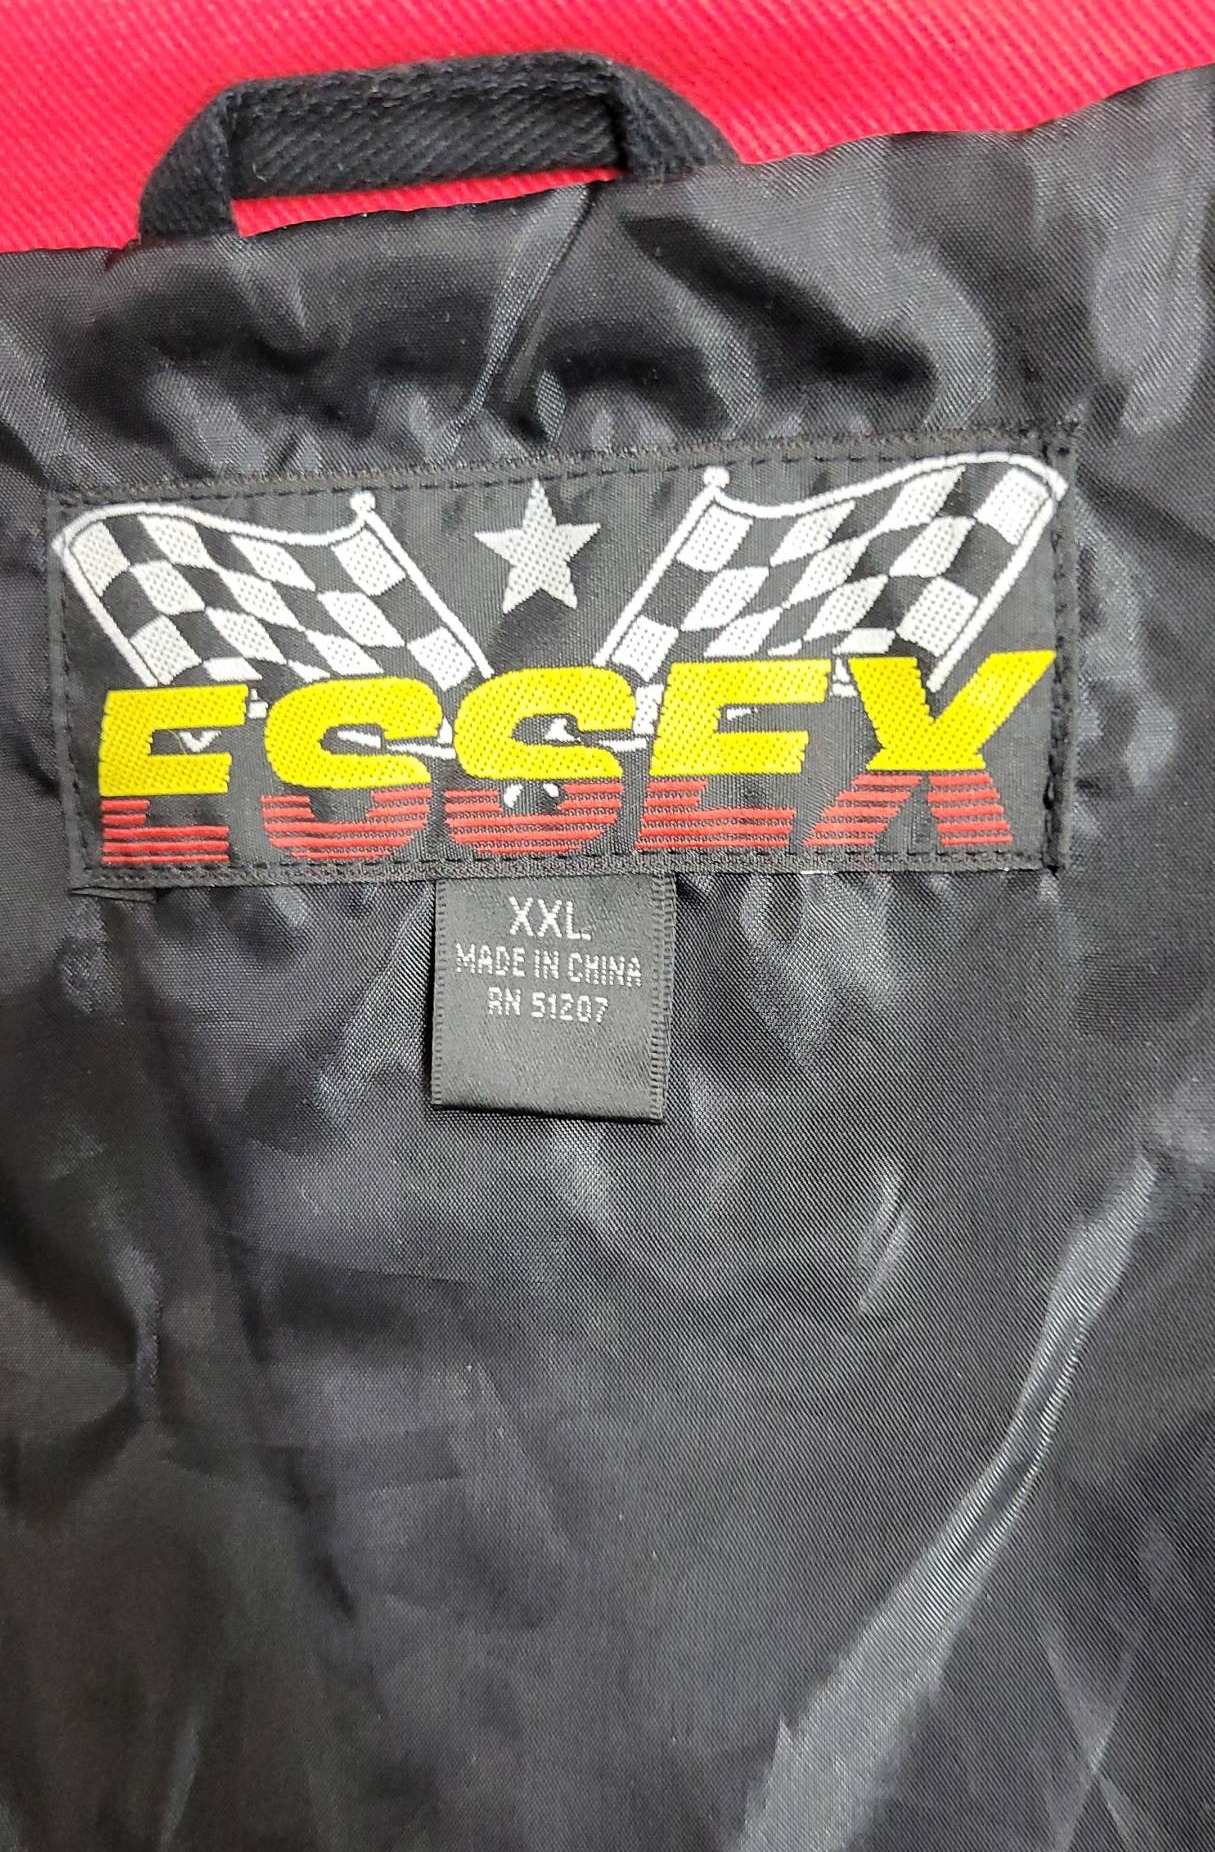 ESSEX
XXL
MADE IN CHINA
RN 51207